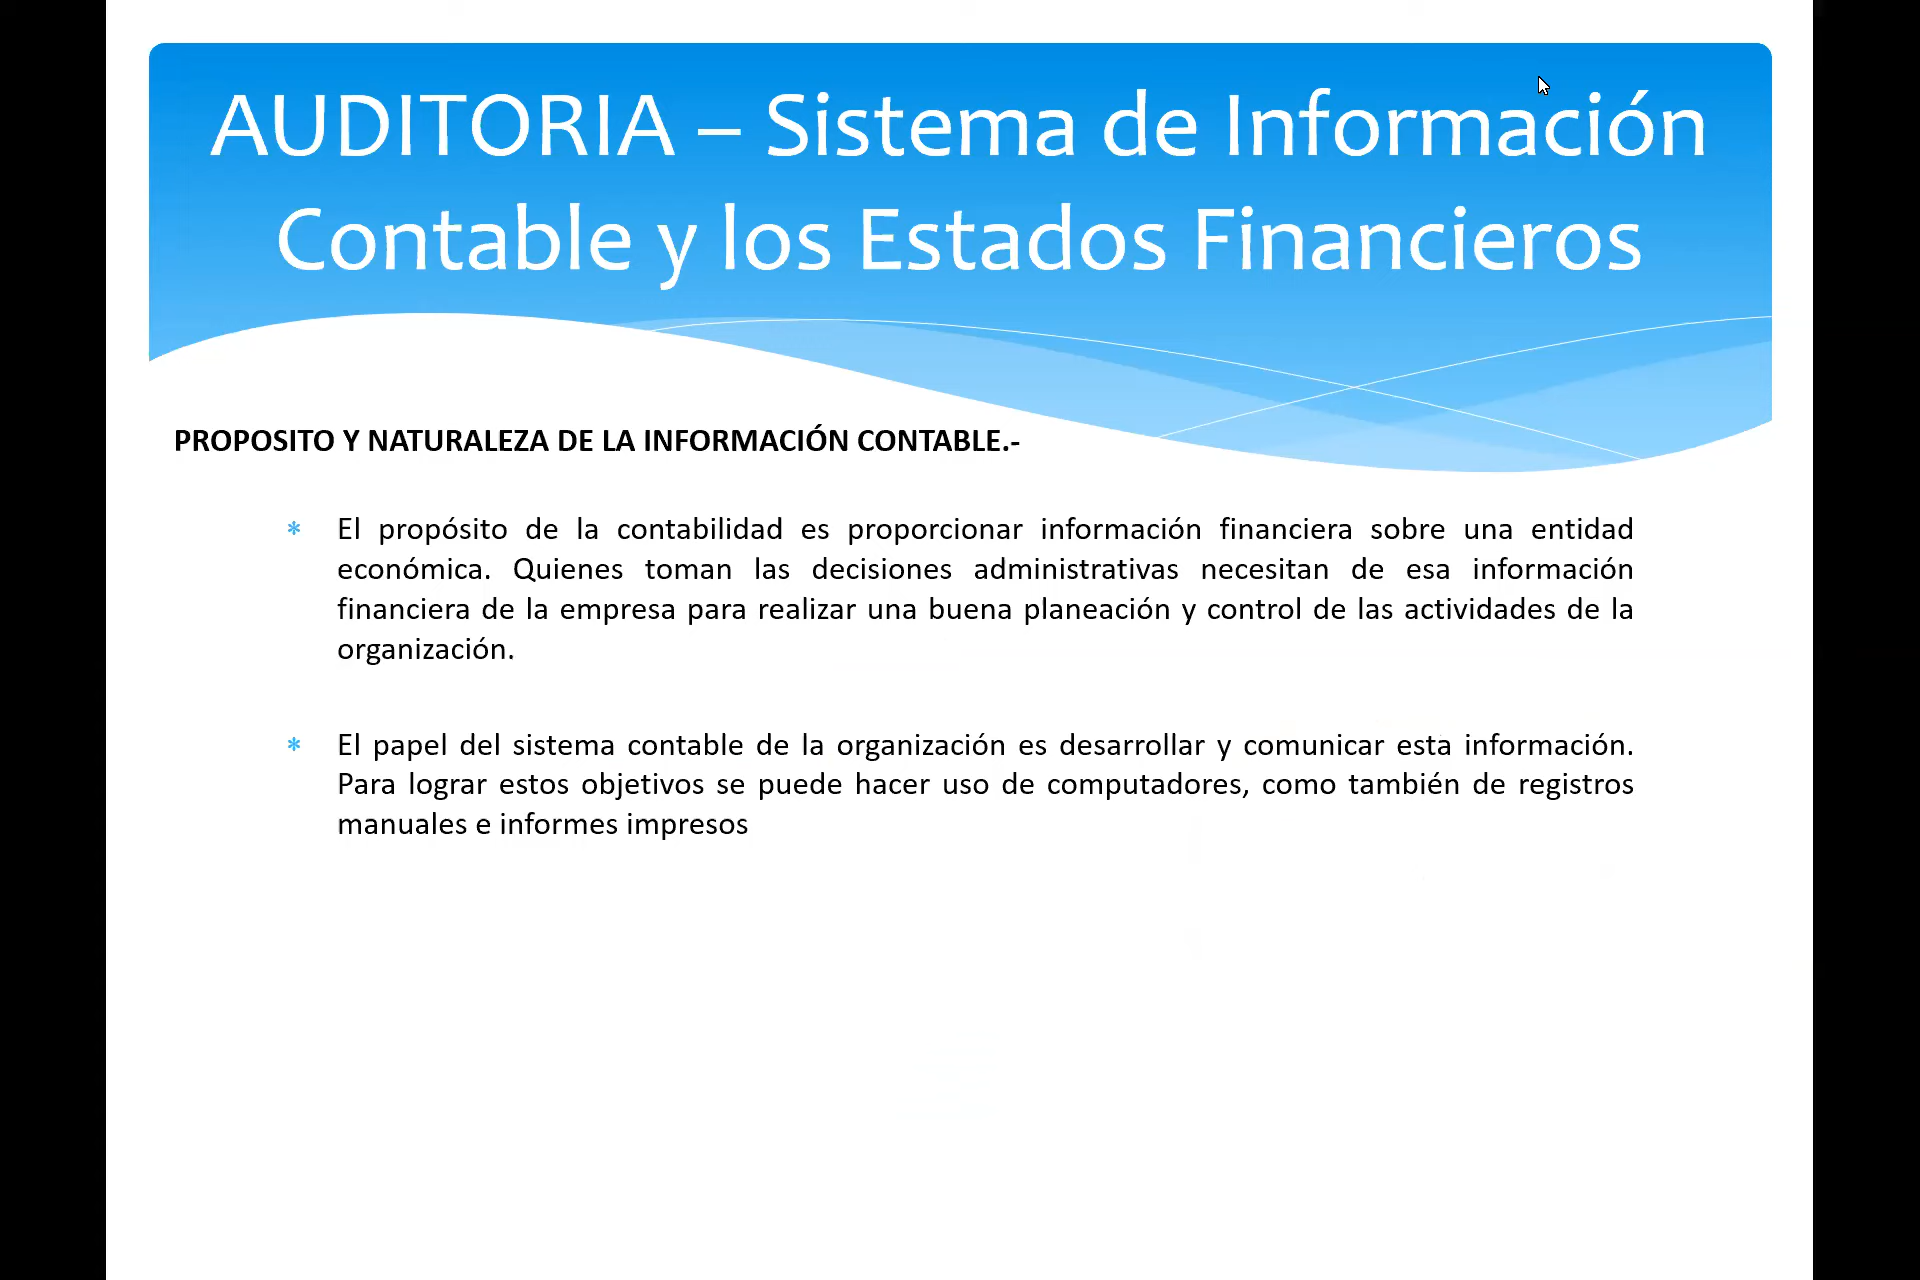 AUDITORIA – Sistema de Información
Contable y los Estados Financieros
PROPOSITO Y NATURALEZA DE LA INFORMACIÓN CONTABLE.-
* El propósito de la contabilidad es proporcionar información financiera sobre una entidad
económica. Quienes toman las decisiones administrativas necesitan de esa información
financiera de la empresa para realizar una buena planeación y control de las actividades de la
organización.
* El papel del sistema contable de la organización es desarrollar y comunicar esta información.
Para lograr estos objetivos se puede hacer uso de computadores, como también de registros
manuales e informes impresos